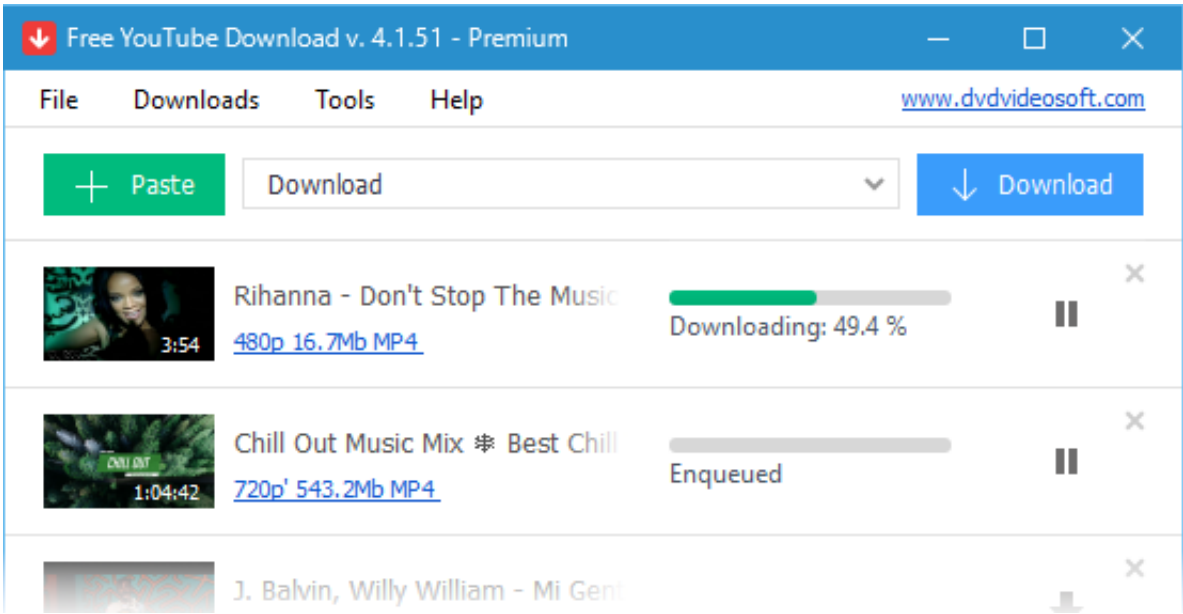 Free YouTube Download v. 4.1.51 - Premium
File Downloads Tools Help www.dvdvideosoft.com
Paste Download Download
Rihanna - Don't Stop The Music
3:54
480p 16.7Mb MP4
Downloading: 49.4 %
Chill Out Music Mix ❄ Best Chill
CHILL OUT
1:04:42
720p' 543.2Mb MP4
Enqueued
J. Balvin, Willy William - Mi Gent